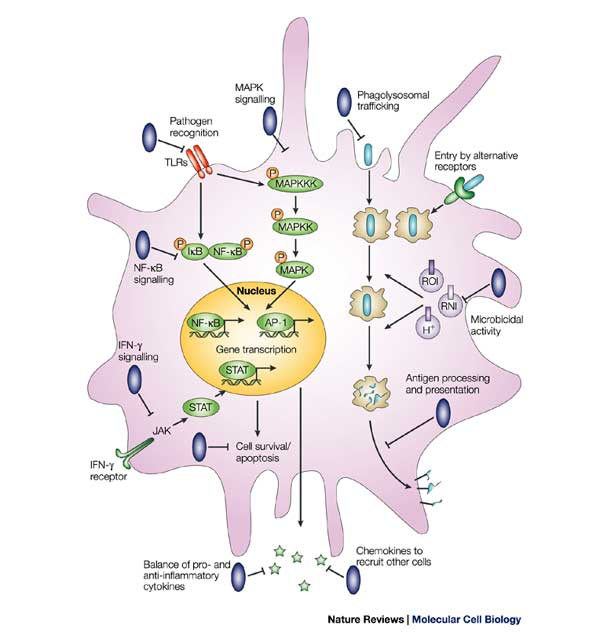 MAPK
signalling
Phagolysosomal
trafficking
Pathogen
recognition
TLRs
Entry by alternative
receptors
P
MAPKKK
P
MAPKK
P
IκB
NF-κB
P
NF-κB
signalling
P
MAPK
ROI
RNI
H+
Microbicidal
activity
Nucleus
NF-κB
AP-1
Gene transcription
STAT
IFN-γ
signalling
STAT
JAK
IFN-γ
receptor
Antigen processing
and presentation
Cell survival/
apoptosis
Balance of pro- and
anti-inflammatory
cytokines
Chemokines to
recruit other cells
Nature Reviews | Molecular Cell Biology